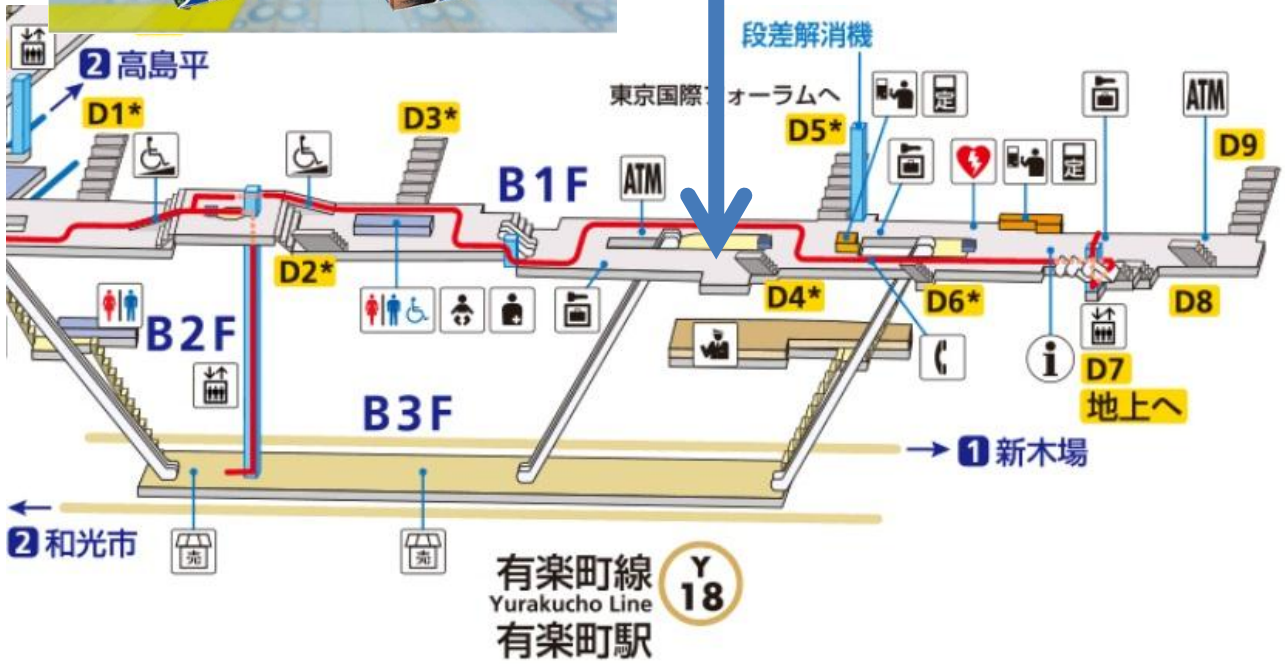 段差解消機
2 高島平
東京国際フォーラムへ
定
ATM
D1*
D3*
D5*
D9
B1F
ATM
定
D2*
D4*
D6*
D8
B2F
i
D7
地上へ
B3F
1 新木場
2 和光市
売
売
有楽町線
Yurakucho Line
有楽町駅
Y
18